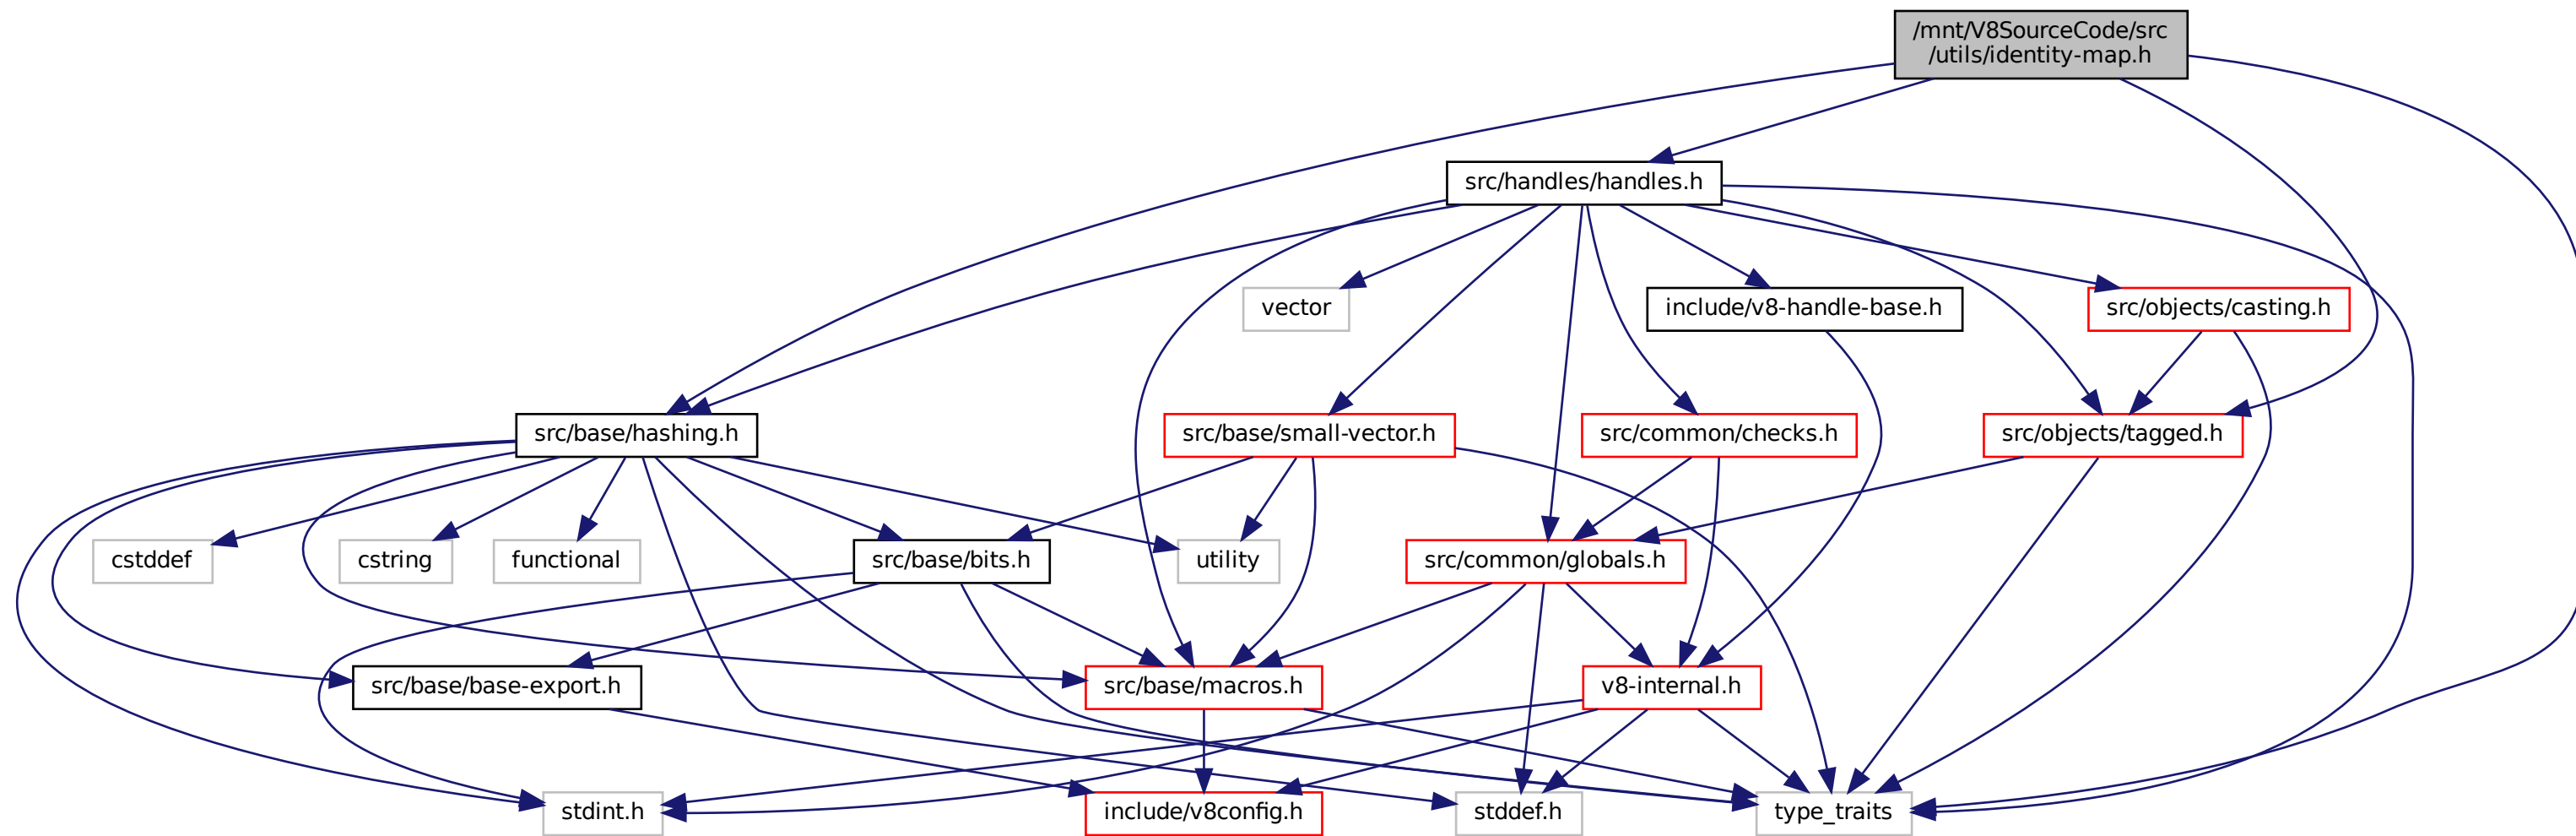 /mnt/V8SourceCode/src
/utils/identity-map.h
src/handles/handles.h
vector
include/v8-handle-base.h
src/objects/casting.h
src/base/hashing.h
src/base/small-vector.h
src/common/checks.h
src/objects/tagged.h
cstddef
cstring
functional
src/base/bits.h
utility
src/common/globals.h
src/base/base-export.h
src/base/macros.h
v8-internal.h
stdint.h
include/v8config.h
stddef.h
type_traits